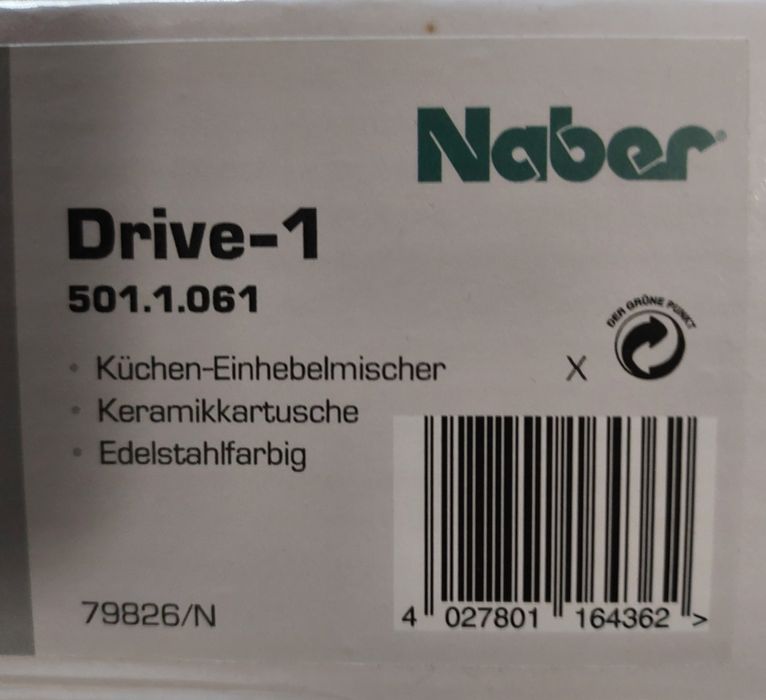 Naber®
Drive-1
501.1.061
DER GRÜNE PUNKT
• Küchen-Einhebelmischer X
• Keramikkartusche
• Edelstahlfarbig
79826/N
4 027801 164362 >